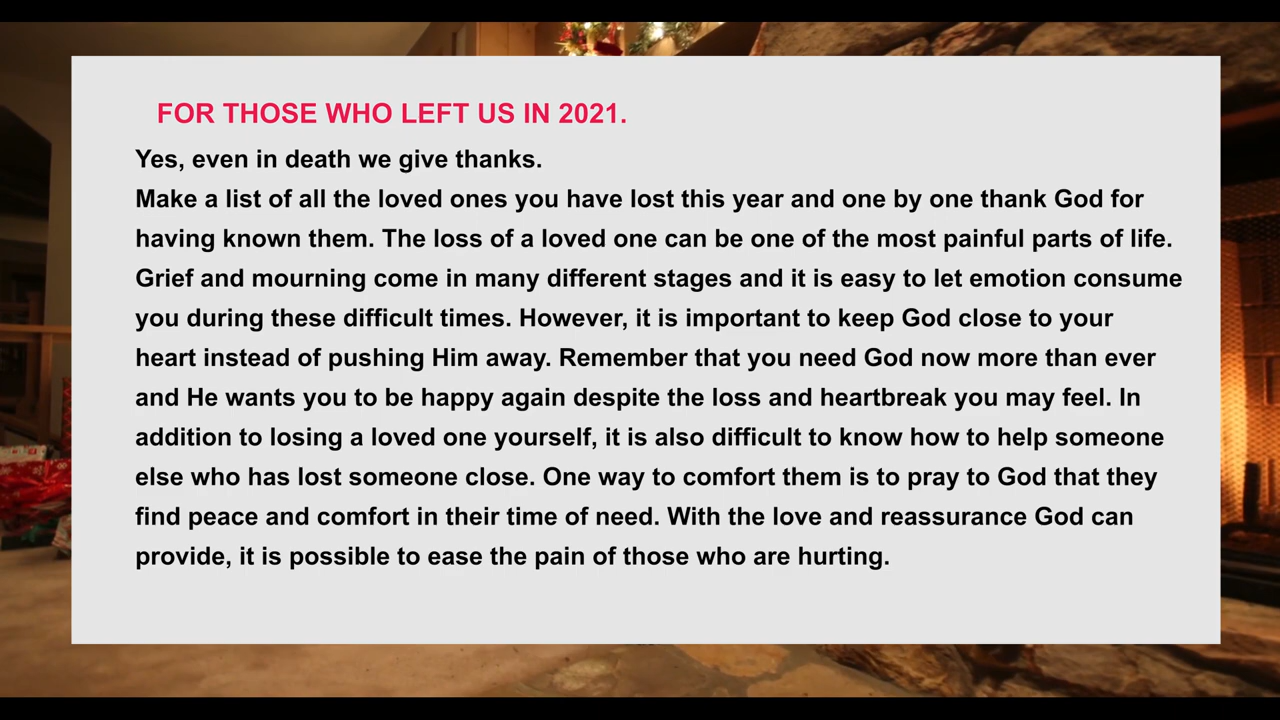 FOR THOSE WHO LEFT US IN 2021.
Yes, even in death we give thanks.
Make a list of all the loved ones you have lost this year and one by one thank God for
having known them. The loss of a loved one can be one of the most painful parts of life.
Grief and mourning come in many different stages and it is easy to let emotion consume
you during these difficult times. However, it is important to keep God close to your
heart instead of pushing Him away. Remember that you need God now more than ever
and He wants you to be happy again despite the loss and heartbreak you may feel. In
addition to losing a loved one yourself, it is also difficult to know how to help someone
else who has lost someone close. One way to comfort them is to pray to God that they
find peace and comfort in their time of need. With the love and reassurance God can
provide, it is possible to ease the pain of those who are hurting.